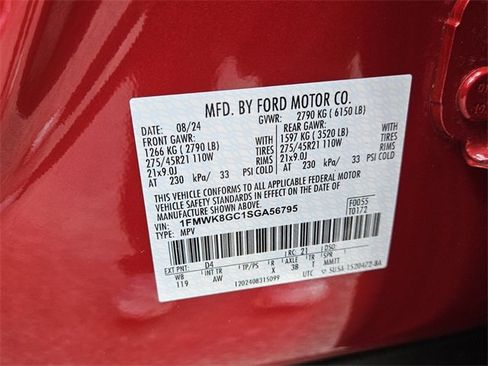 MFD. BY FORD MOTOR CO.
DATE: 08/24 GVWR: 2790 KG ( 6150 LB)
FRONT GAWR: REAR GAWR:
1266 KG ( 2790 LB) WITH 1597 KG ( 3520 LB) WITH
275/45R21 110W TIRES 275/45R21 110W TIRES
21x9.0J RIMS 21x9.0J RIMS
AT 230 kPa/ 33 PSI COLD AT 230 kPa/ 33 PSI COLD
THIS VEHICLE CONFORMS TO ALL APPLICABLE FEDERAL MOTOR
VEHICLE SAFETY AND THEFT PREVENTION STANDARDS IN EFFECT
ON THE DATE OF MANUFACTURE SHOWN ABOVE.
VIN: 1FMWK8GC1SGA56795 F0055
TYPE: MPV T0172
EXT PNT: D4 RC: 21
WB INT TR TP/PS R AXLE TR SPR
119 AW X 38 T MMTT
1202408315099 UTC SU5A-1520472-BA